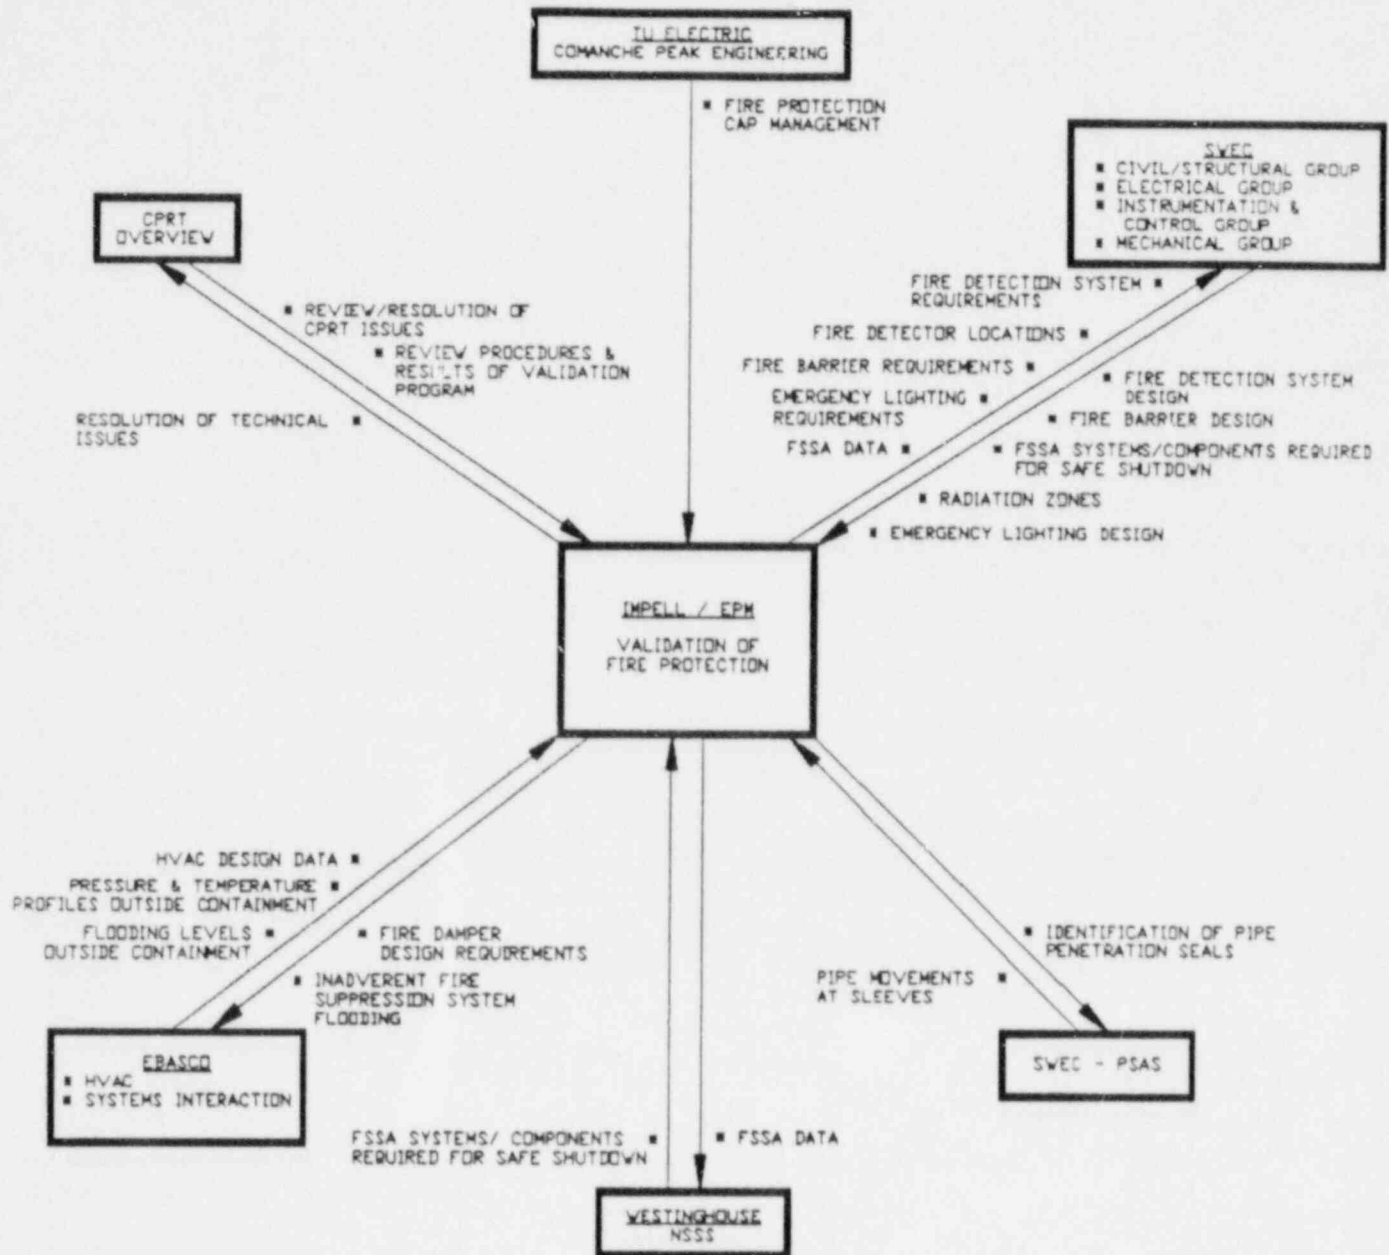 TU ELECTRIC
COMANCHE PEAK ENGINEERING
■ FIRE PROTECTION
CAP MANAGEMENT
SWEC
■ CIVIL/STRUCTURAL GROUP
■ ELECTRICAL GROUP
■ INSTRUMENTATION &
CONTROL GROUP
■ MECHANICAL GROUP
CPRT
OVERVIEW
■ REVIEW/RESOLUTION OF
CPRT ISSUES
■ REVIEW PROCEDURES &
RESULTS OF VALIDATION
PROGRAM
RESOLUTION OF TECHNICAL ■
ISSUES
FIRE DETECTION SYSTEM ■
REQUIREMENTS
FIRE DETECTOR LOCATIONS ■
FIRE BARRIER REQUIREMENTS ■
EMERGENCY LIGHTING ■
REQUIREMENTS
FSSA DATA ■
■ FIRE DETECTION SYSTEM
DESIGN
■ FIRE BARRIER DESIGN
■ FSSA SYSTEMS/COMPONENTS REQUIRED
FOR SAFE SHUTDOWN
■ RADIATION ZONES
■ EMERGENCY LIGHTING DESIGN
IMPELL / EPM
VALIDATION OF
FIRE PROTECTION
HVAC DESIGN DATA ■
PRESSURE & TEMPERATURE ■
PROFILES OUTSIDE CONTAINMENT
FLOODING LEVELS ■
OUTSIDE CONTAINMENT
■ FIRE DAMPER
DESIGN REQUIREMENTS
■ INADVERENT FIRE
SUPPRESSION SYSTEM
FLOODING
■ IDENTIFICATION OF PIPE
PENETRATION SEALS
PIPE MOVEMENTS ■
AT SLEEVES
EBASCO
■ HVAC
■ SYSTEMS INTERACTION
SWEC - PSAS
FSSA SYSTEMS/ COMPONENTS ■
REQUIRED FOR SAFE SHUTDOWN
■ FSSA DATA
WESTINGHOUSE
NSSS